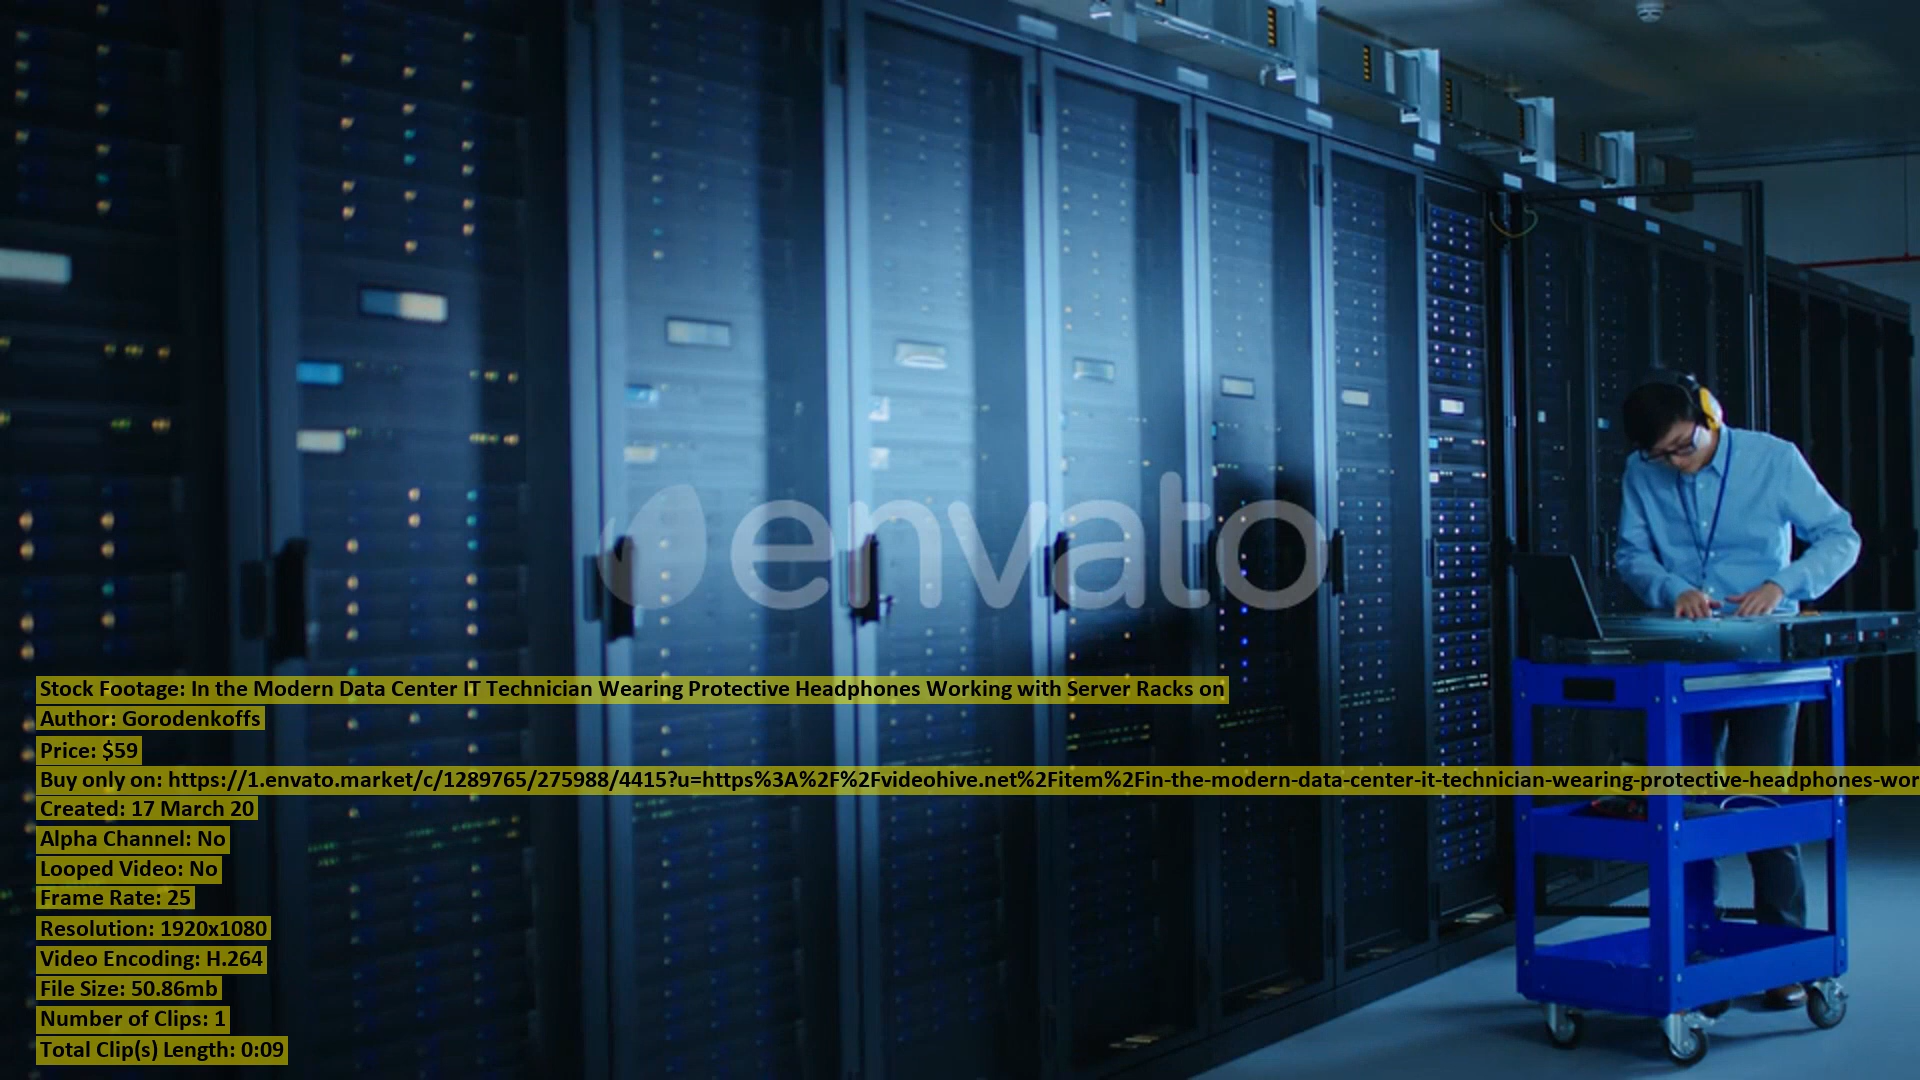 envato
Stock Footage: In the Modern Data Center IT Technician Wearing Protective Headphones Working with Server Racks on
Author: Gorodenkoffs
Price: $59
Buy only on: https://1.envato.market/c/1289765/275988/4415?u=https%3A%2F%2Fvideohive.net%2Fitem%2Fin-the-modern-data-center-it-technician-wearing-protective-headphones-wor
Created: 17 March 20
Alpha Channel: No
Looped Video: No
Frame Rate: 25
Resolution: 1920x1080
Video Encoding: H.264
File Size: 50.86mb
Number of Clips: 1
Total Clip(s) Length: 0:09